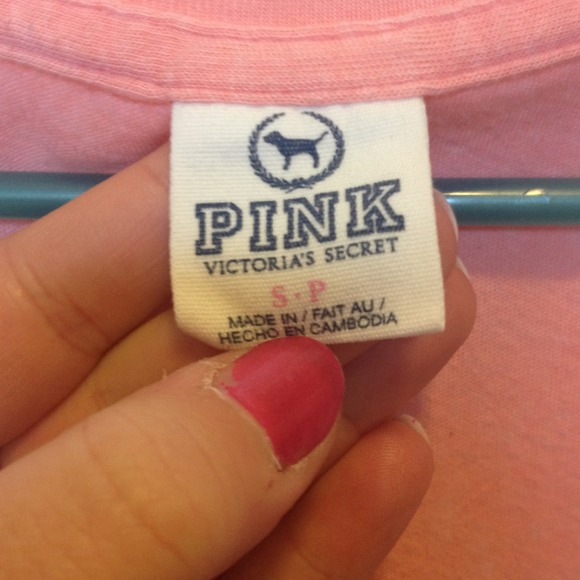 PINK
VICTORIA'S SECRET
S・P
MADE IN / FAIT AU /
HECHO EN CAMBODIA